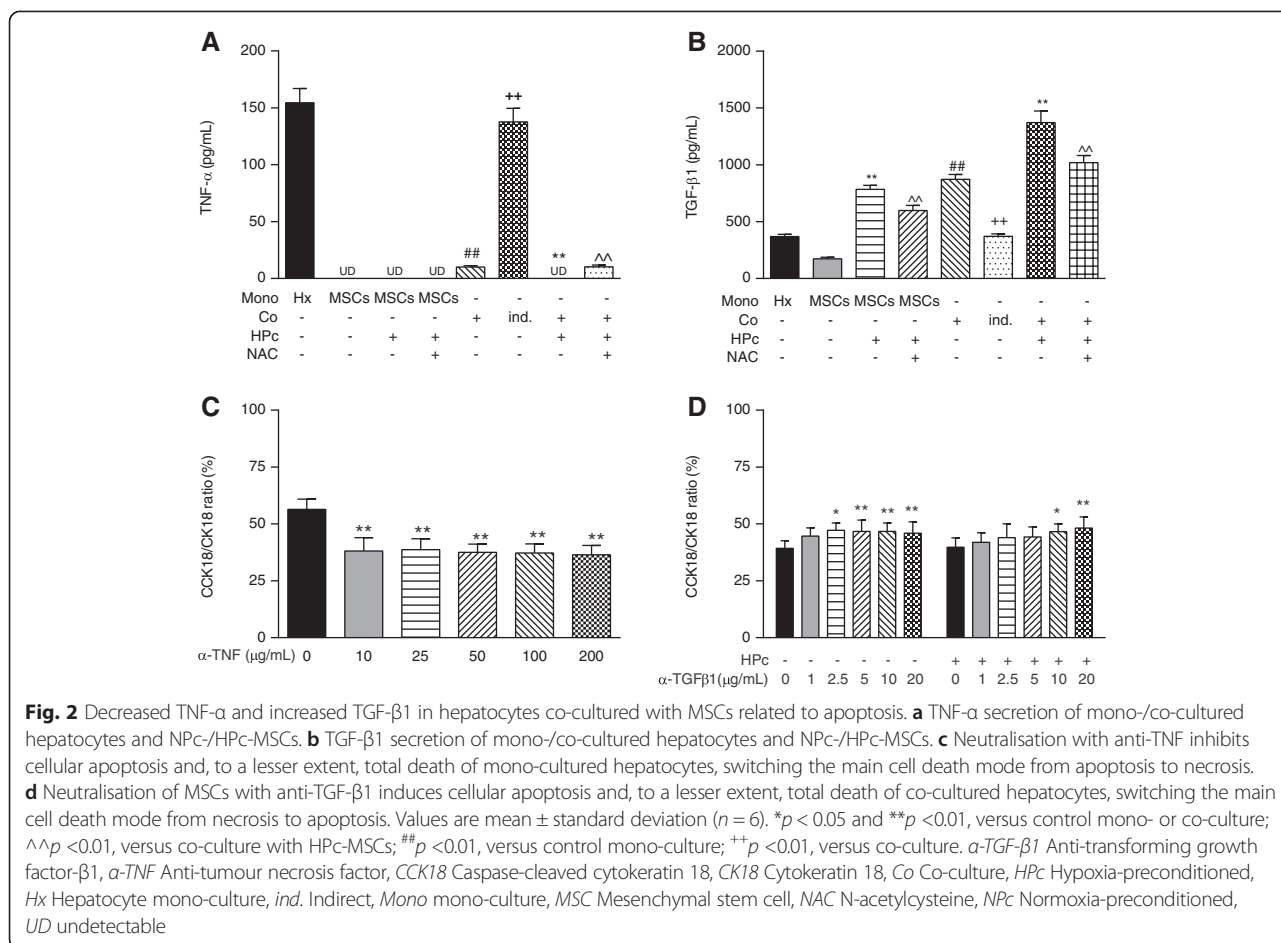 A
B
200
150
100
50
0
TNF-α (pg/mL)
++
##
**
^^
UD UD UD UD
Mono Hx MSCs MSCs MSCs - - - -
Co - - - - + ind. + +
HPc - - + + - - + +
NAC - - - + - - - +
2000
1500
1000
500
0
TGF-β1 (pg/mL)
** ^^ ## ++ ** ^^
Mono Hx MSCs MSCs MSCs - - - -
Co - - - - + ind. + +
HPc - - + + - - + +
NAC - - - + - - - +
C
100
75
50
25
0
CCK18/CK18 ratio (%)
** ** ** ** **
α-TNF (μg/mL) 0 10 25 50 100 200
D
100
75
50
25
0
CCK18/CK18 ratio (%)
* ** ** ** * **
HPc - - - - - - + + + + + +
α-TGFβ1(μg/mL) 0 1 2.5 5 10 20 0 1 2.5 5 10 20
Fig. 2 Decreased TNF-α and increased TGF-β1 in hepatocytes co-cultured with MSCs related to apoptosis. a TNF-α secretion of mono-/co-cultured
hepatocytes and NPc-/HPc-MSCs. b TGF-β1 secretion of mono-/co-cultured hepatocytes and NPc-/HPc-MSCs. c Neutralisation with anti-TNF inhibits
cellular apoptosis and, to a lesser extent, total death of mono-cultured hepatocytes, switching the main cell death mode from apoptosis to necrosis.
d Neutralisation of MSCs with anti-TGF-β1 induces cellular apoptosis and, to a lesser extent, total death of co-cultured hepatocytes, switching the main
cell death mode from necrosis to apoptosis. Values are mean ± standard deviation (n = 6). *p < 0.05 and **p <0.01, versus control mono- or co-culture;
^^p <0.01, versus co-culture with HPc-MSCs; ##p <0.01, versus control mono-culture; ++p <0.01, versus co-culture. α-TGF-β1 Anti-transforming growth
factor-β1, α-TNF Anti-tumour necrosis factor, CCK18 Caspase-cleaved cytokeratin 18, CK18 Cytokeratin 18, Co Co-culture, HPc Hypoxia-preconditioned,
Hx Hepatocyte mono-culture, ind. Indirect, Mono mono-culture, MSC Mesenchymal stem cell, NAC N-acetylcysteine, NPc Normoxia-preconditioned,
UD undetectable